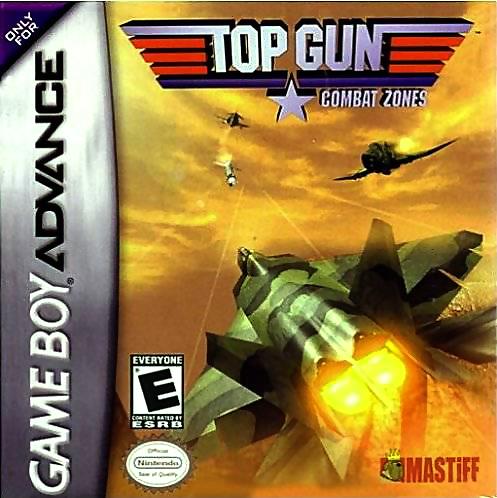 ONLY
FOR
GAME BOY ADVANCE
TOP GUN
COMBAT ZONES
EVERYONE
E
CONTENT RATED BY
ESRB
Official
Nintendo
Seal of Quality
MASTiFF